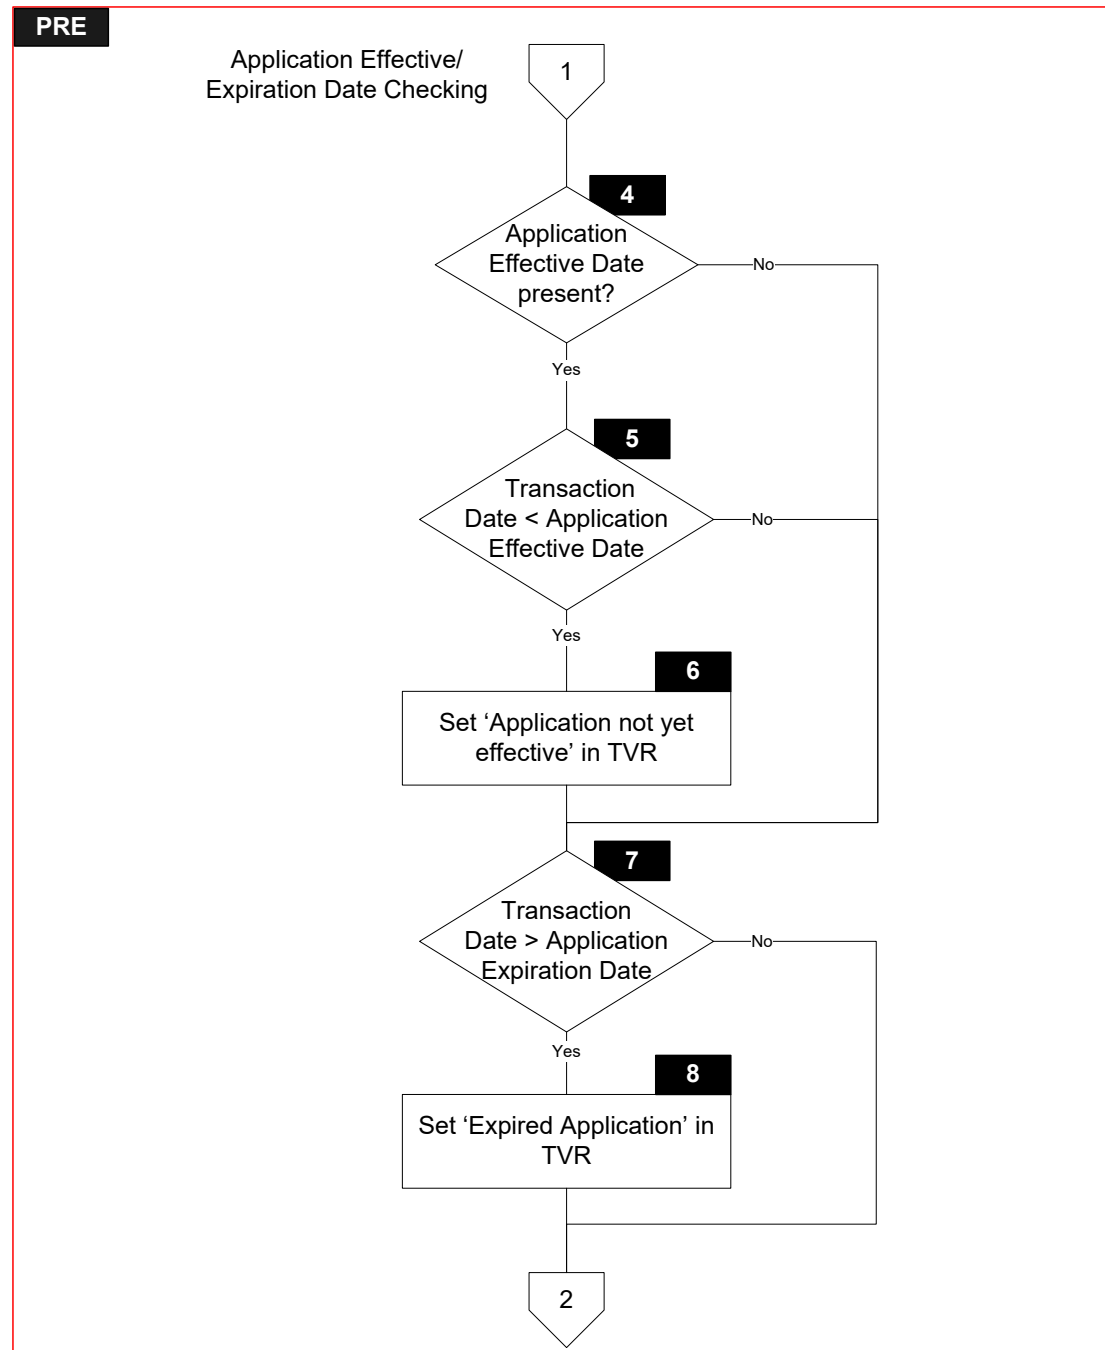 PRE
Application Effective/
Expiration Date Checking
1
4
Application
Effective Date
present?
No
Yes
5
Transaction
Date < Application
Effective Date
No
Yes
6
Set ‘Application not yet
effective’ in TVR
7
Transaction
Date > Application
Expiration Date
No
Yes
8
Set ‘Expired Application’ in
TVR
2